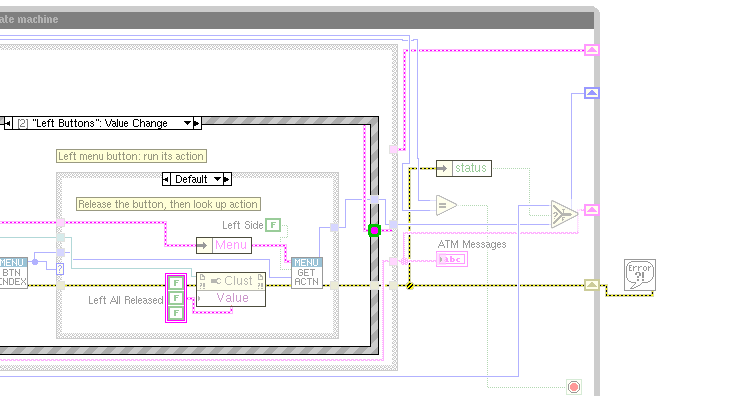 ate machine
[2] "Left Buttons": Value Change
Left menu button: run its action
Default
Release the button, then look up action
Left Side
F
Menu
MENU
BTN
INDEX
?
MENU
GET
ACTN
Left All Released
F
F
F
?!
Clust
?!
Value
status
=
?
ATM Messages
abc
Error
?!